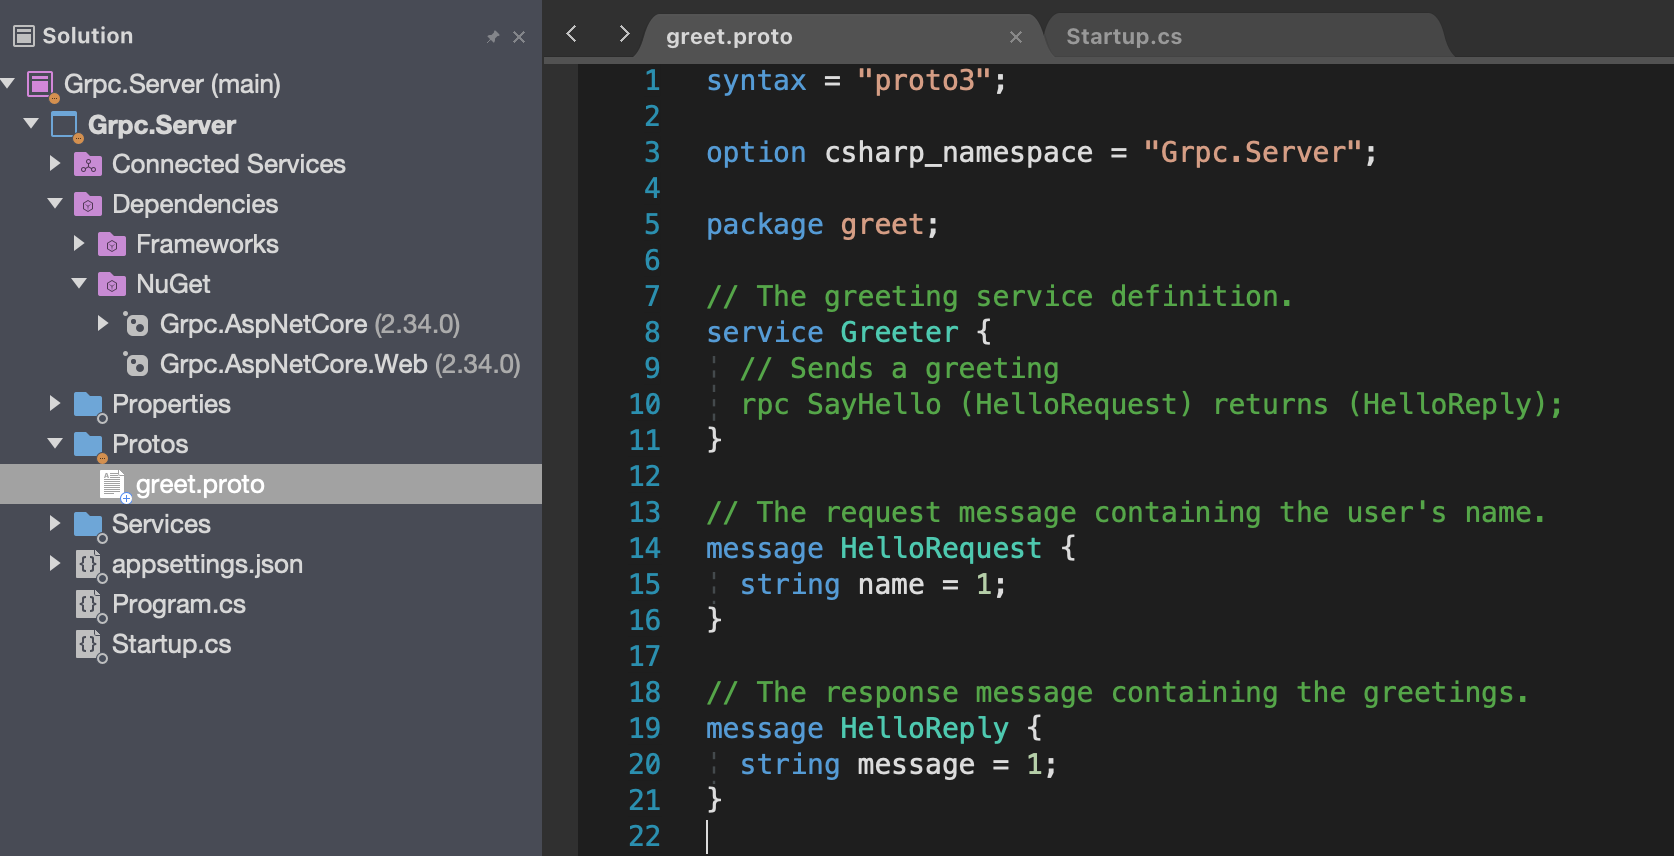 Solution
Grpc.Server (main)
Grpc.Server
Connected Services
Dependencies
Frameworks
NuGet
Grpc.AspNetCore (2.34.0)
Grpc.AspNetCore.Web (2.34.0)
Properties
Protos
greet.proto
Services
appsettings.json
Program.cs
Startup.cs
greet.proto
Startup.cs
1 syntax = "proto3";
2
3 option csharp_namespace = "Grpc.Server";
4
5 package greet;
6
7 // The greeting service definition.
8 service Greeter {
9 // Sends a greeting
10 rpc SayHello (HelloRequest) returns (HelloReply);
11 }
12
13 // The request message containing the user's name.
14 message HelloRequest {
15 string name = 1;
16 }
17
18 // The response message containing the greetings.
19 message HelloReply {
20 string message = 1;
21 }
22